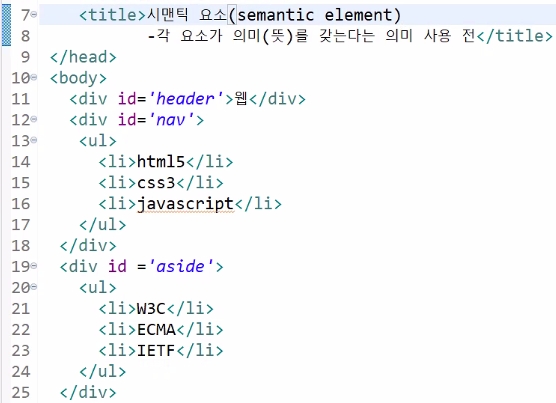 7 <title>시맨틱 요소(semantic element)
8 -각 요소가 의미(뜻)를 갖는다는 의미 사용 전</title>
9 </head>
10 <body>
11 <div id='header'>웹</div>
12 <div id='nav'>
13 <ul>
14 <li>html5</li>
15 <li>css3</li>
16 <li>javascript</li>
17 </ul>
18 </div>
19 <div id ='aside'>
20 <ul>
21 <li>W3C</li>
22 <li>ECMA</li>
23 <li>IETF</li>
24 </ul>
25 </div>